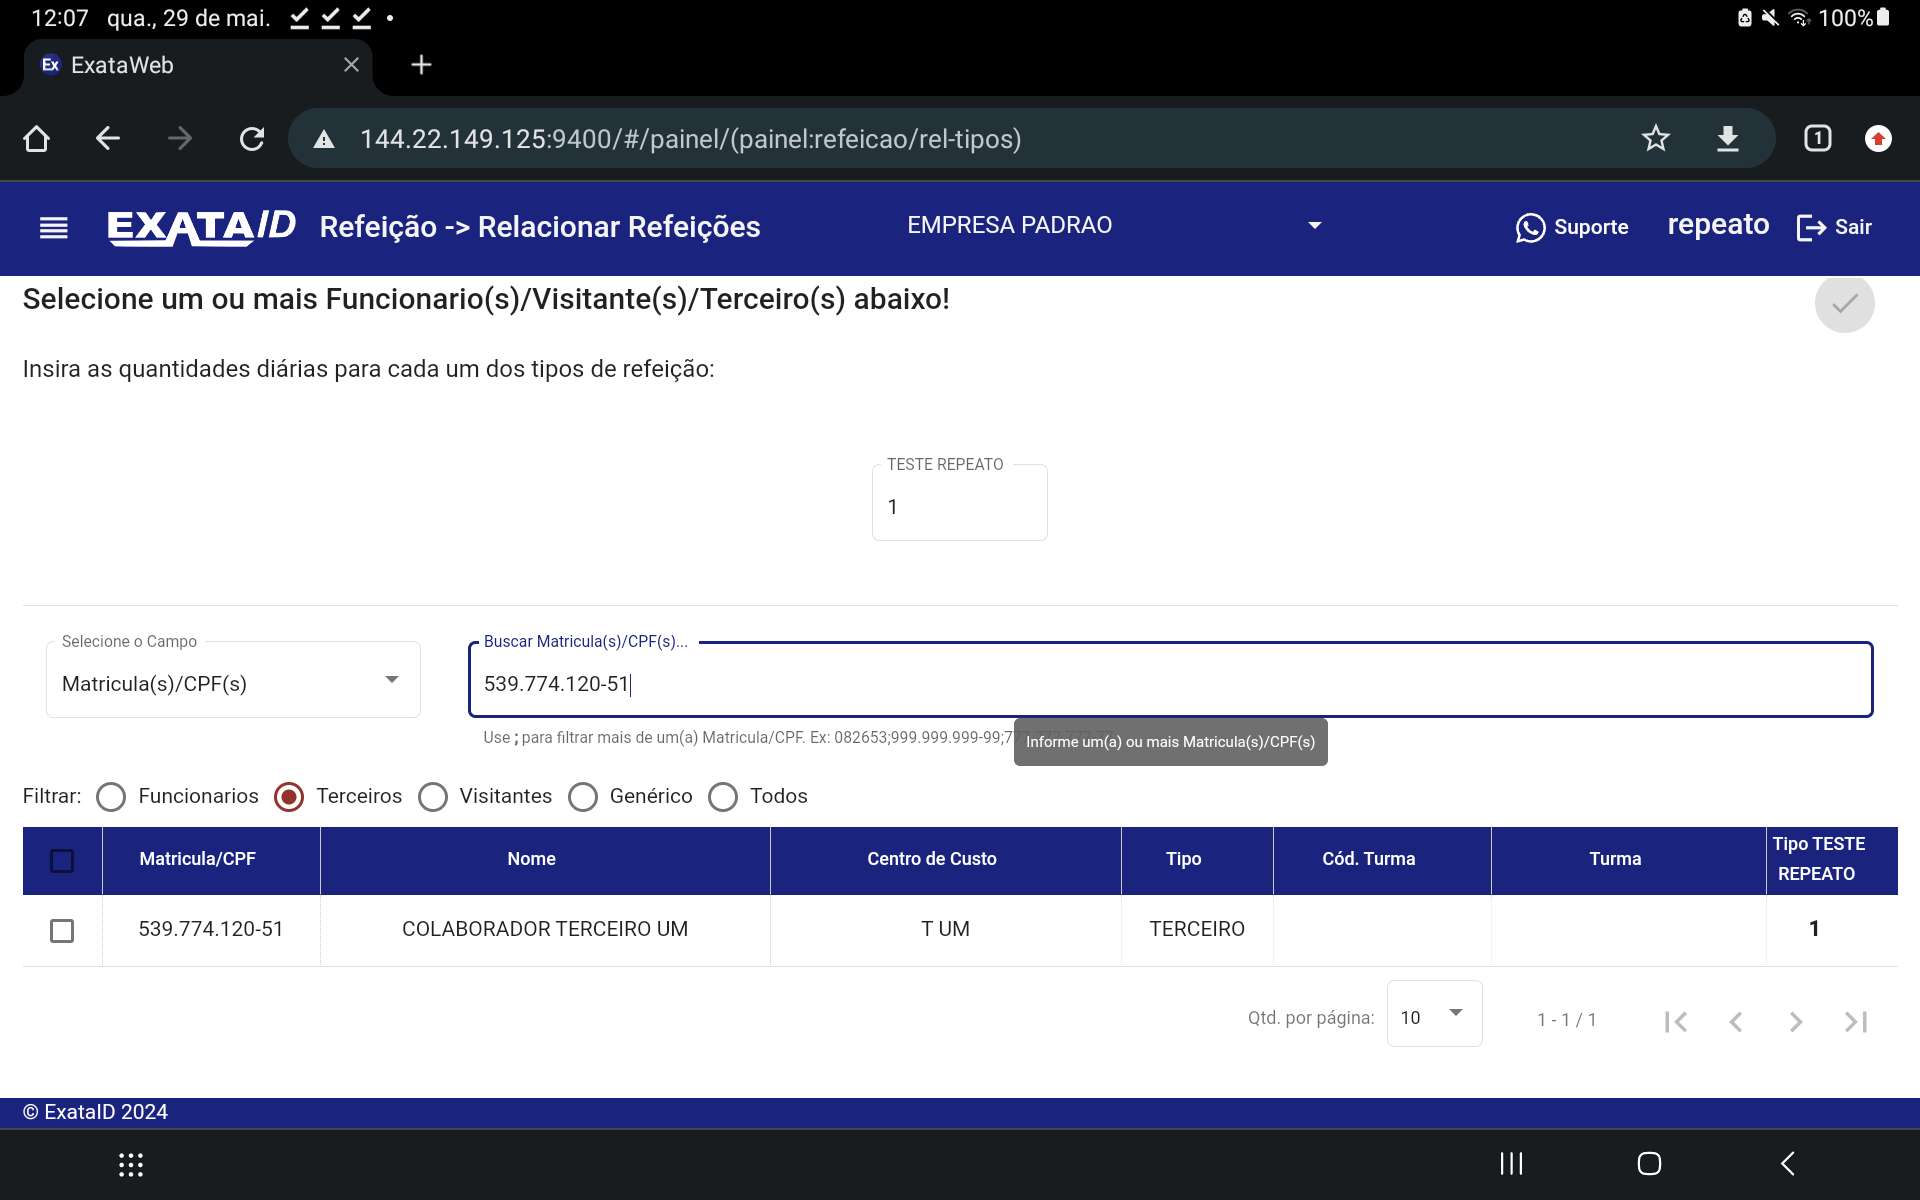 12:07 qua., 29 de mai. 100%
Ex ExataWeb
144.22.149.125:9400/#/painel/(painel:refeicao/rel-tipos) 1
EXATAID Refeição -> Relacionar Refeições EMPRESA PADRAO Suporte repeato Sair
Selecione um ou mais Funcionario(s)/Visitante(s)/Terceiro(s) abaixo!
Insira as quantidades diárias para cada um dos tipos de refeição:
TESTE REPEATO
1
Selecione o Campo Buscar Matricula(s)/CPF(s)...
Matricula(s)/CPF(s) 539.774.120-51
Use ; para filtrar mais de um(a) Matricula/CPF. Ex: 082653;999.999.999-99;7
Informe um(a) ou mais Matricula(s)/CPF(s)
Filtrar: Funcionarios Terceiros Visitantes Genérico Todos
Matricula/CPF Nome Centro de Custo Tipo Cód. Turma Turma Tipo TESTE
REPEATO
539.774.120-51 COLABORADOR TERCEIRO UM T UM TERCEIRO 1
Qtd. por página: 10 1 - 1 / 1
© ExataID 2024